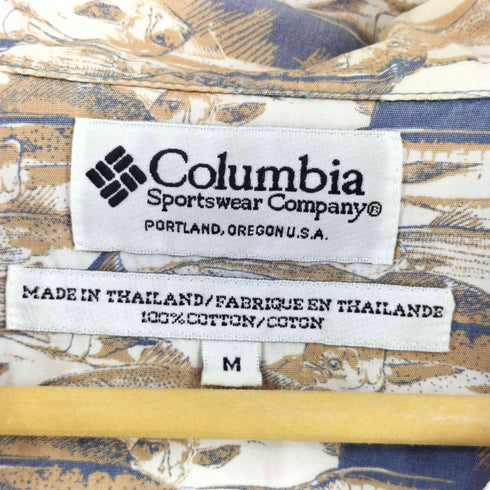 Columbia
Sportswear Company®
PORTLAND, OREGON U.S.A.
MADE IN THAILAND/FABRIQUE EN THAILANDE
100% COTTON/COTON
M